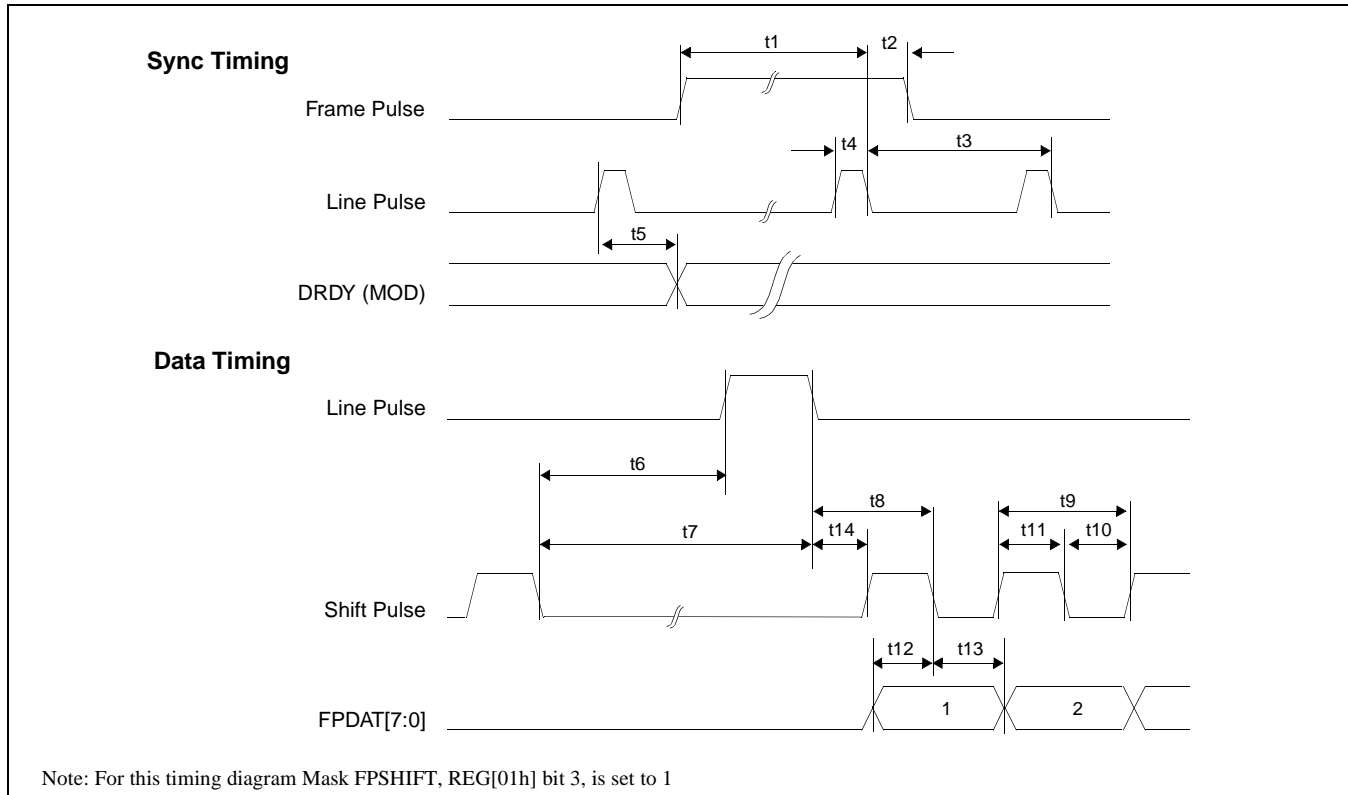 Sync Timing
t1
t2
Frame Pulse
t4
t3
Line Pulse
t5
DRDY (MOD)
Data Timing
Line Pulse
t6
t8
t9
t7
t14
t11
t10
Shift Pulse
t12
t13
FPDAT[7:0]
1
2
Note: For this timing diagram Mask FPSHIFT, REG[01h] bit 3, is set to 1